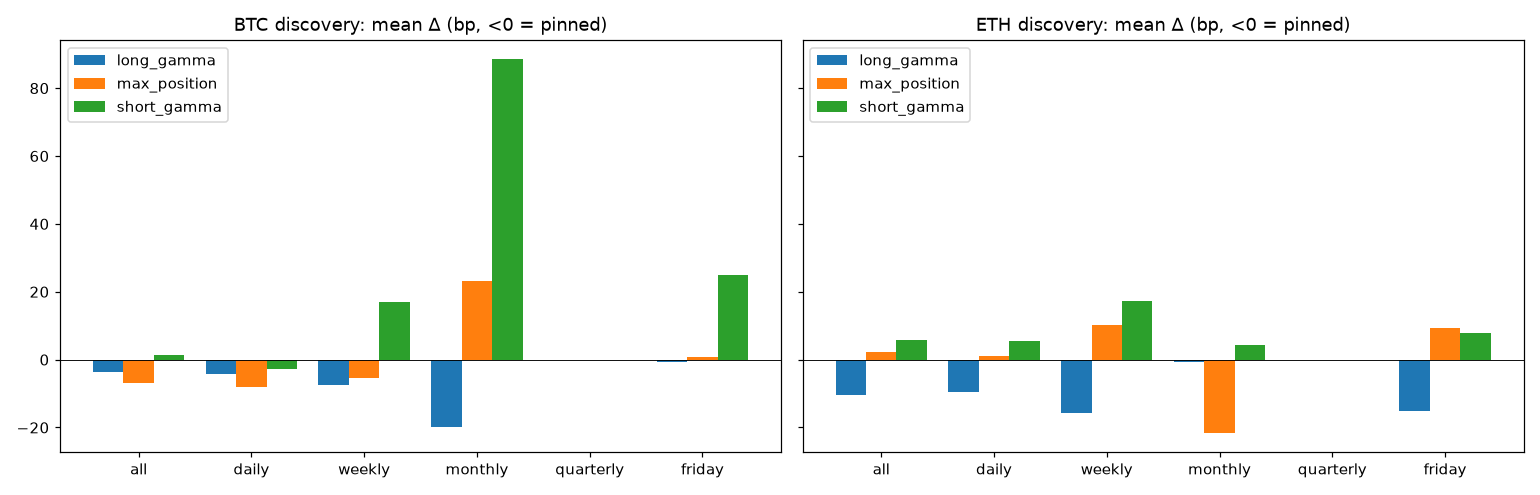 BTC discovery: mean Δ (bp, <0 = pinned)
long_gamma
max_position
short_gamma
80
60
40
20
0
−20
all daily weekly monthly quarterly friday
ETH discovery: mean Δ (bp, <0 = pinned)
long_gamma
max_position
short_gamma
all daily weekly monthly quarterly friday